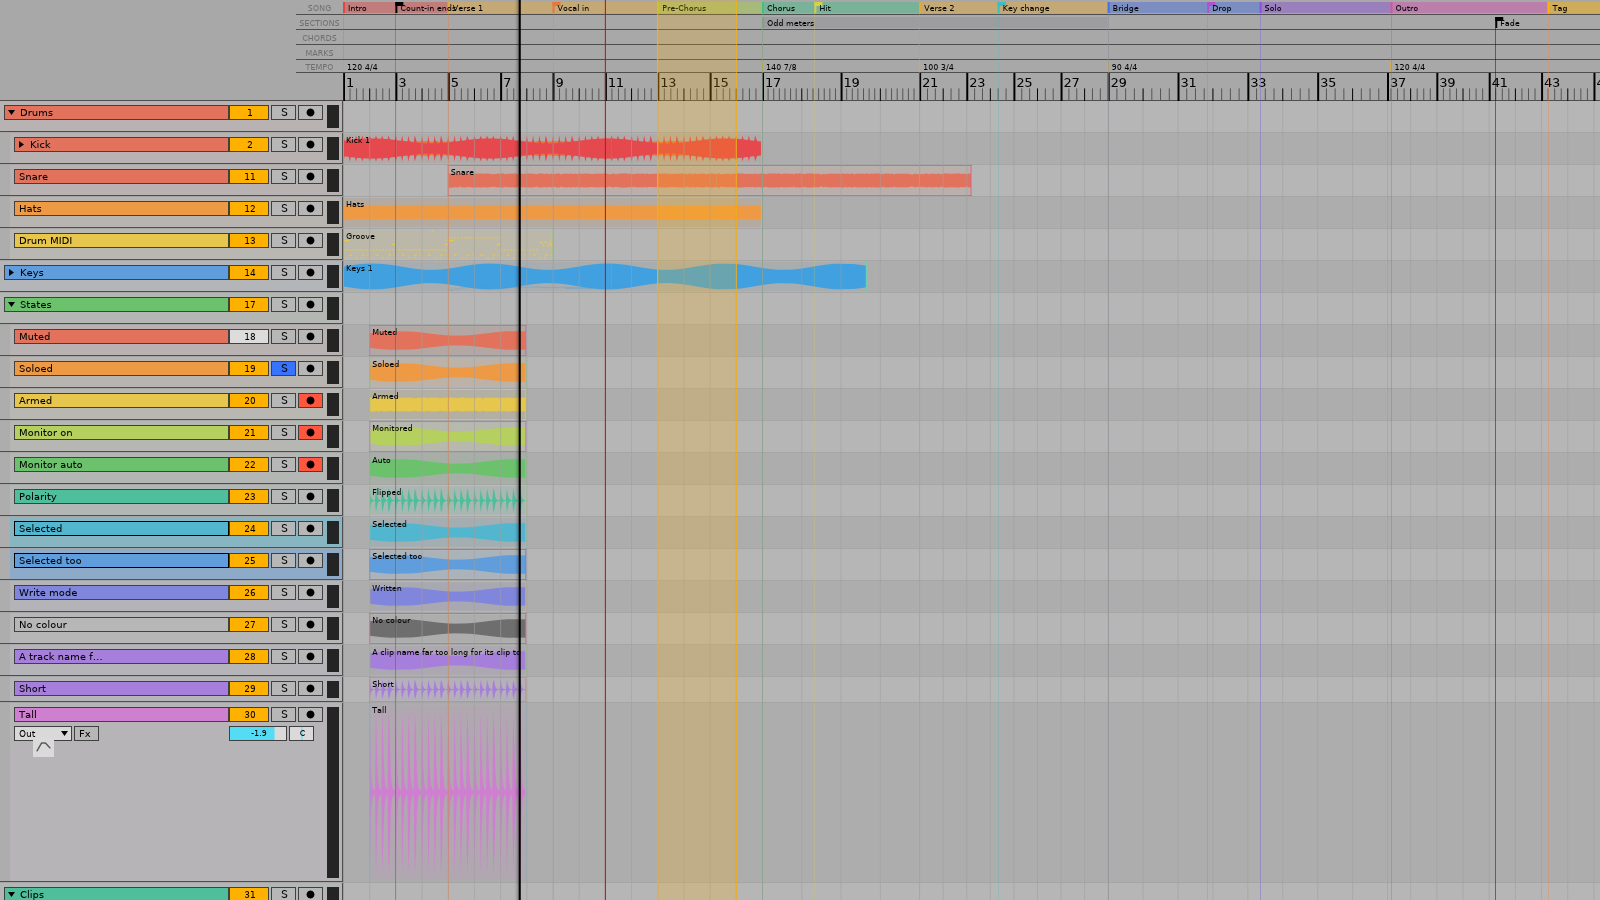 SONG Intro Count-in ends Verse 1 Vocal in Pre-Chorus Chorus Hit Verse 2 Key change Bridge Drop Solo Outro Tag
SECTIONS Odd meters Fade
CHORDS
MARKS
TEMPO 120 4/4 140 7/8 100 3/4 90 4/4 120 4/4
1 3 5 7 9 11 13 15 17 19 21 23 25 27 29 31 33 35 37 39 41 43
Drums 1 S
Kick 2 S Kick 1
Snare 11 S Snare
Hats 12 S Hats
Drum MIDI 13 S Groove
Keys 14 S Keys 1
States 17 S
Muted 18 S Muted
Soloed 19 S Soloed
Armed 20 S Armed
Monitor on 21 S Monitored
Monitor auto 22 S Auto
Polarity 23 S Flipped
Selected 24 S Selected
Selected too 25 S Selected too
Write mode 26 S Written
No colour 27 S No colour
A track name f... 28 S A clip name far too long for its clip to
Short 29 S Short
Tall 30 S Tall
Out Fx -1.9 C
Clips 31 S